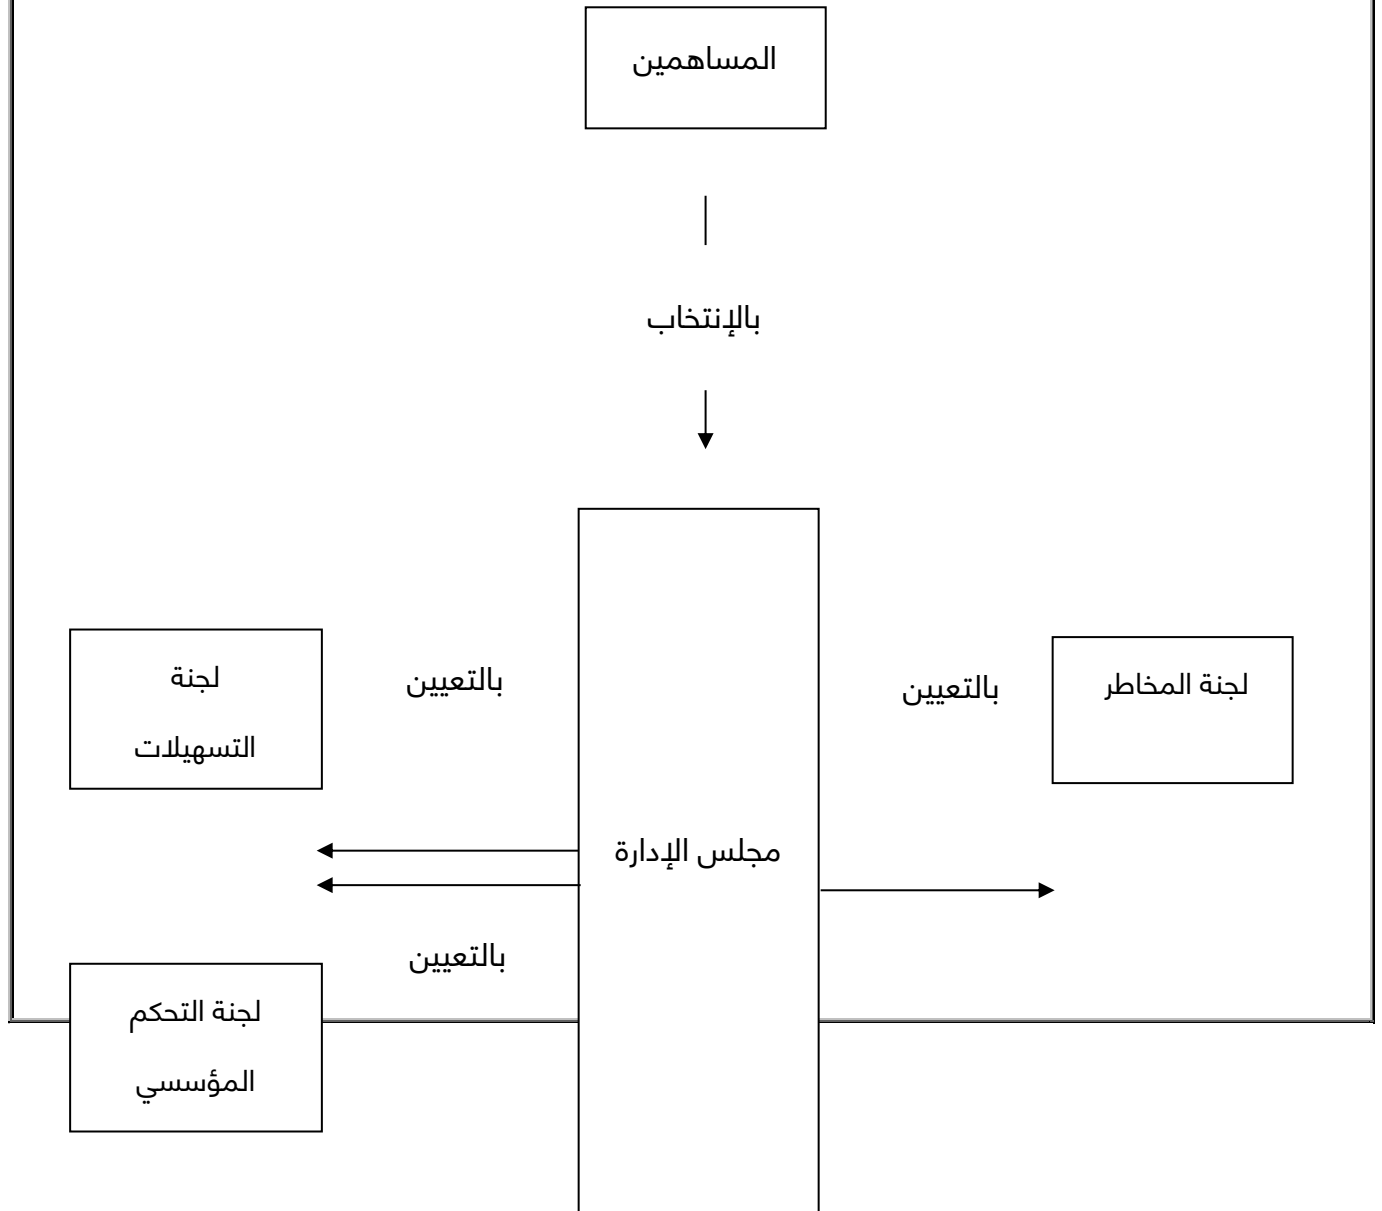 المساهمين
بالإنتخاب
لجنة المخاطر
بالتعيين
بالتعيين
لجنة
التسهيلات
مجلس الإدارة
بالتعيين
لجنة التحكم
المؤسسي